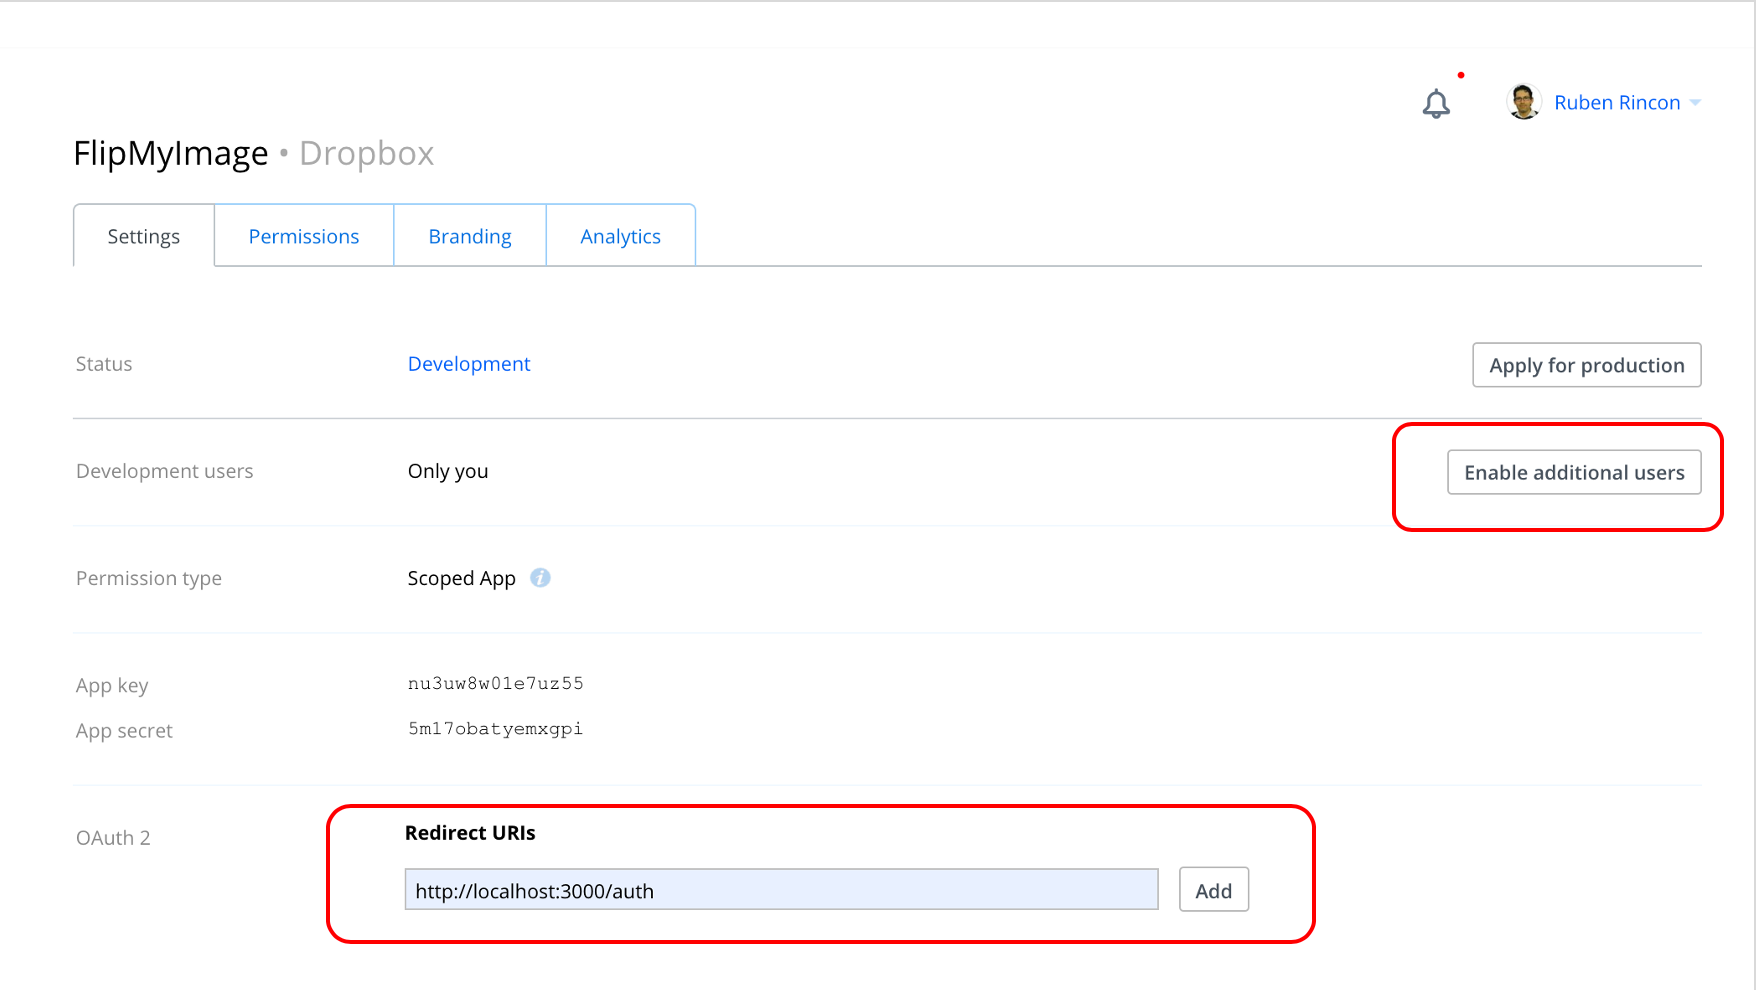 Ruben Rincon
FlipMyImage • Dropbox
Settings Permissions Branding Analytics
Status Development Apply for production
Development users Only you Enable additional users
Permission type Scoped App i
App key nu3uw8w01e7uz55
App secret 5m17obatyemxgpi
OAuth 2 Redirect URIs
http://localhost:3000/auth Add